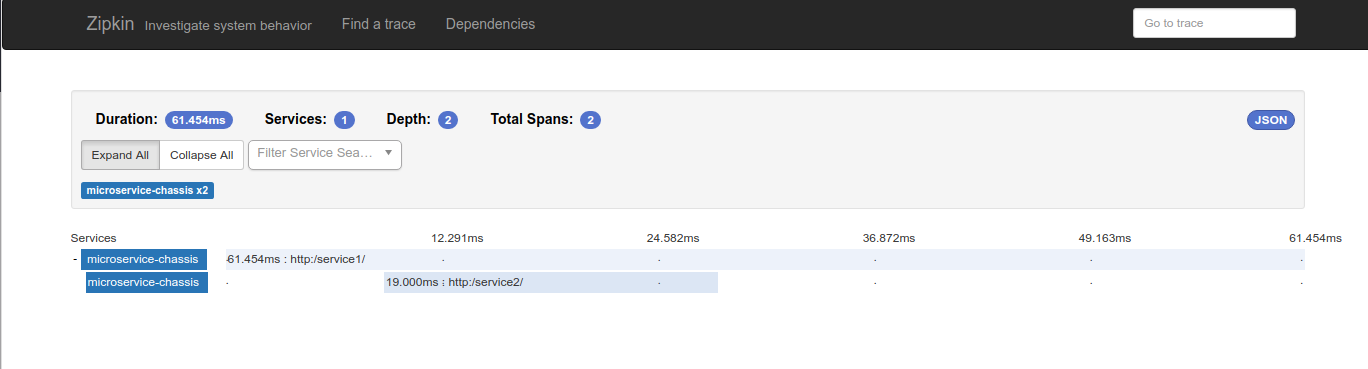 Zipkin Investigate system behavior Find a trace Dependencies Go to trace
Duration: 61.454ms Services: 1 Depth: 2 Total Spans: 2 JSON
Expand All Collapse All Filter Service Sea...
microservice-chassis x2
Services 12.291ms 24.582ms 36.872ms 49.163ms 61.454ms
- microservice-chassis .61.454ms : http:/service1/ . . . . .
microservice-chassis . 19.000ms : http:/service2/ . . . .